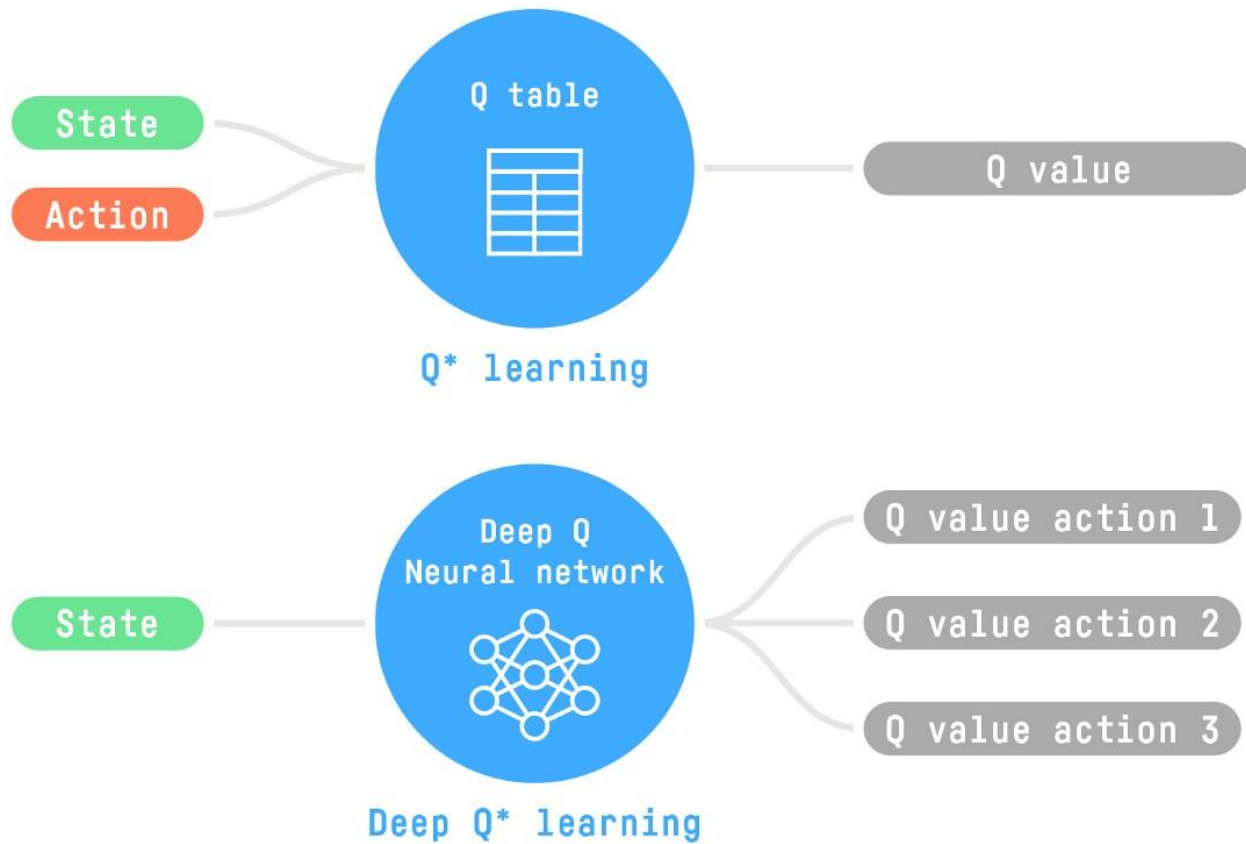 State
Action
Q table
Q value
Q* learning
State
Deep Q
Neural network
Q value action 1
Q value action 2
Q value action 3
Deep Q* learning